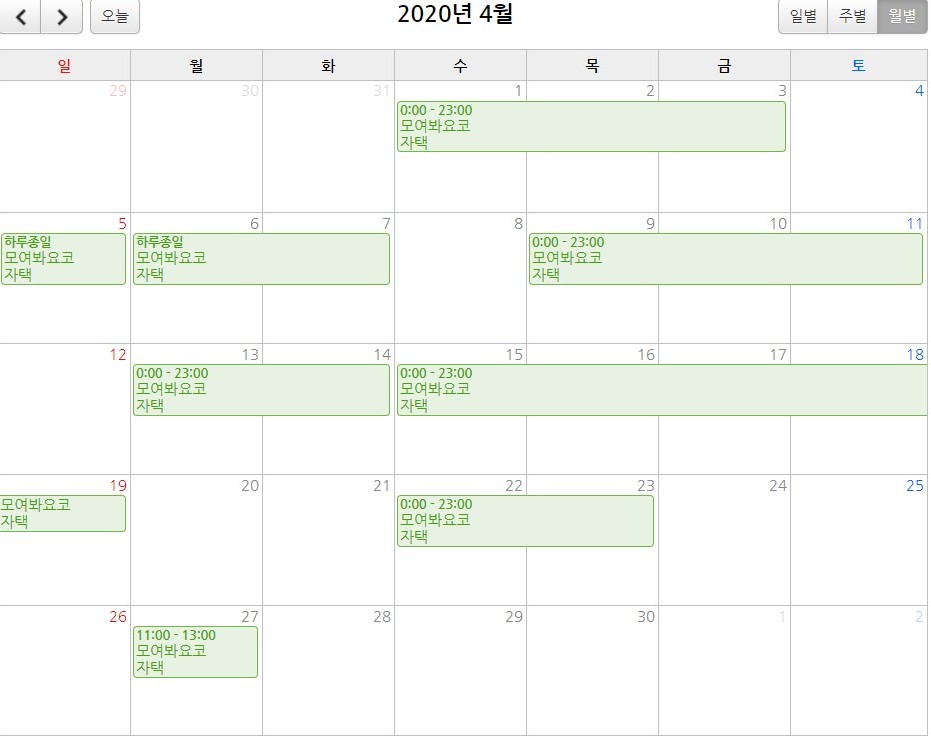 오늘 2020년 4월 일별 주별 월별
일 월 화 수 목 금 토
29 30 31 1 2 3 4
0:00 - 23:00
모여봐요코
자택
5 6 7 8 9 10 11
하루종일 하루종일 0:00 - 23:00
모여봐요코 모여봐요코 모여봐요코
자택 자택 자택
12 13 14 15 16 17 18
0:00 - 23:00 0:00 - 23:00
모여봐요코 모여봐요코
자택 자택
19 20 21 22 23 24 25
모여봐요코 0:00 - 23:00
자택 모여봐요코
자택
26 27 28 29 30 1 2
11:00 - 13:00
모여봐요코
자택